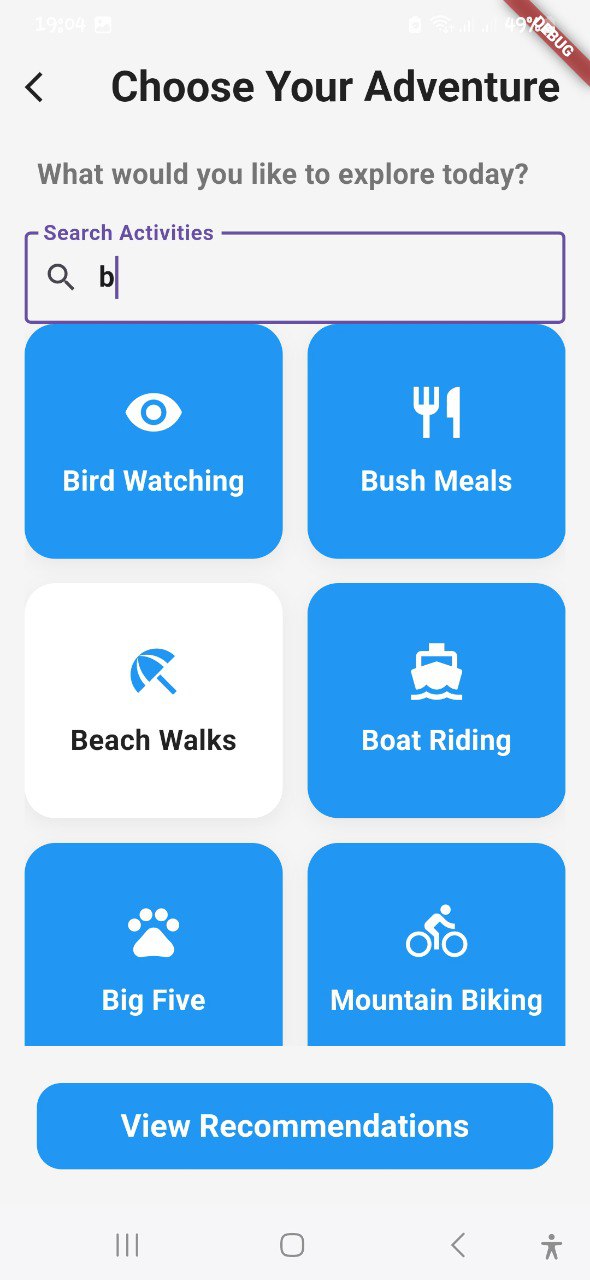 19:04
49%
DEBUG
Choose Your Adventure
What would you like to explore today?
Search Activities
b
Bird Watching
Bush Meals
Beach Walks
Boat Riding
Big Five
Mountain Biking
View Recommendations